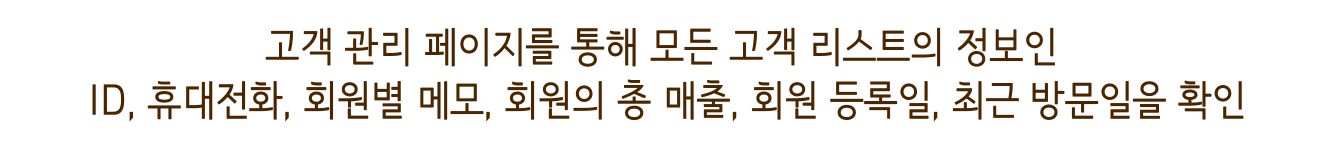 고객 관리 페이지를 통해 모든 고객 리스트의 정보인
ID, 휴대전화, 회원별 메모, 회원의 총 매출, 회원 등록일, 최근 방문일을 확인